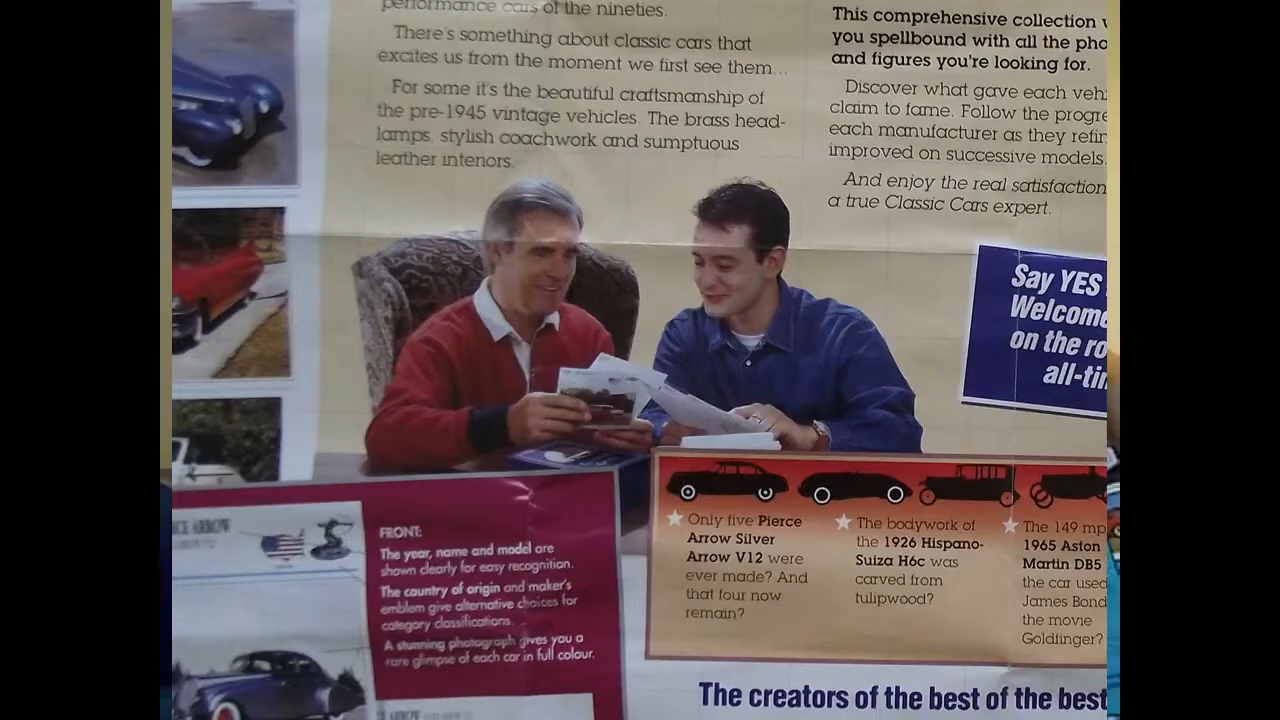 performance cars of the nineties.
There's something about classic cars that
excites us from the moment we first see them...
For some it's the beautiful craftsmanship of
the pre-1945 vintage vehicles. The brass head-
lamps, stylish coachwork and sumptuous
leather interiors.
This comprehensive collection
you spellbound with all the pho
and figures you're looking for.
Discover what gave each veh
claim to fame. Follow the progre
each manufacturer as they refin
improved on successive models.
And enjoy the real satisfaction
a true Classic Cars expert.
Say YES
Welcome
on the ro
all-tim
FRONT:
The year, name and model are
shown clearly for easy recognition.
The country of origin and maker's
emblem give alternative choices for
category classifications.
A stunning photograph gives you a
rare glimpse of each car in full colour.
Only five Pierce
Arrow Silver
Arrow V12 were
ever made? And
that four now
remain?
The bodywork of
the 1926 Hispano-
Suiza H6c was
carved from
tulipwood?
The 149 mp
1965 Aston
Martin DB5
the car used
James Bond
the movie
Goldfinger?
The creators of the best of the best